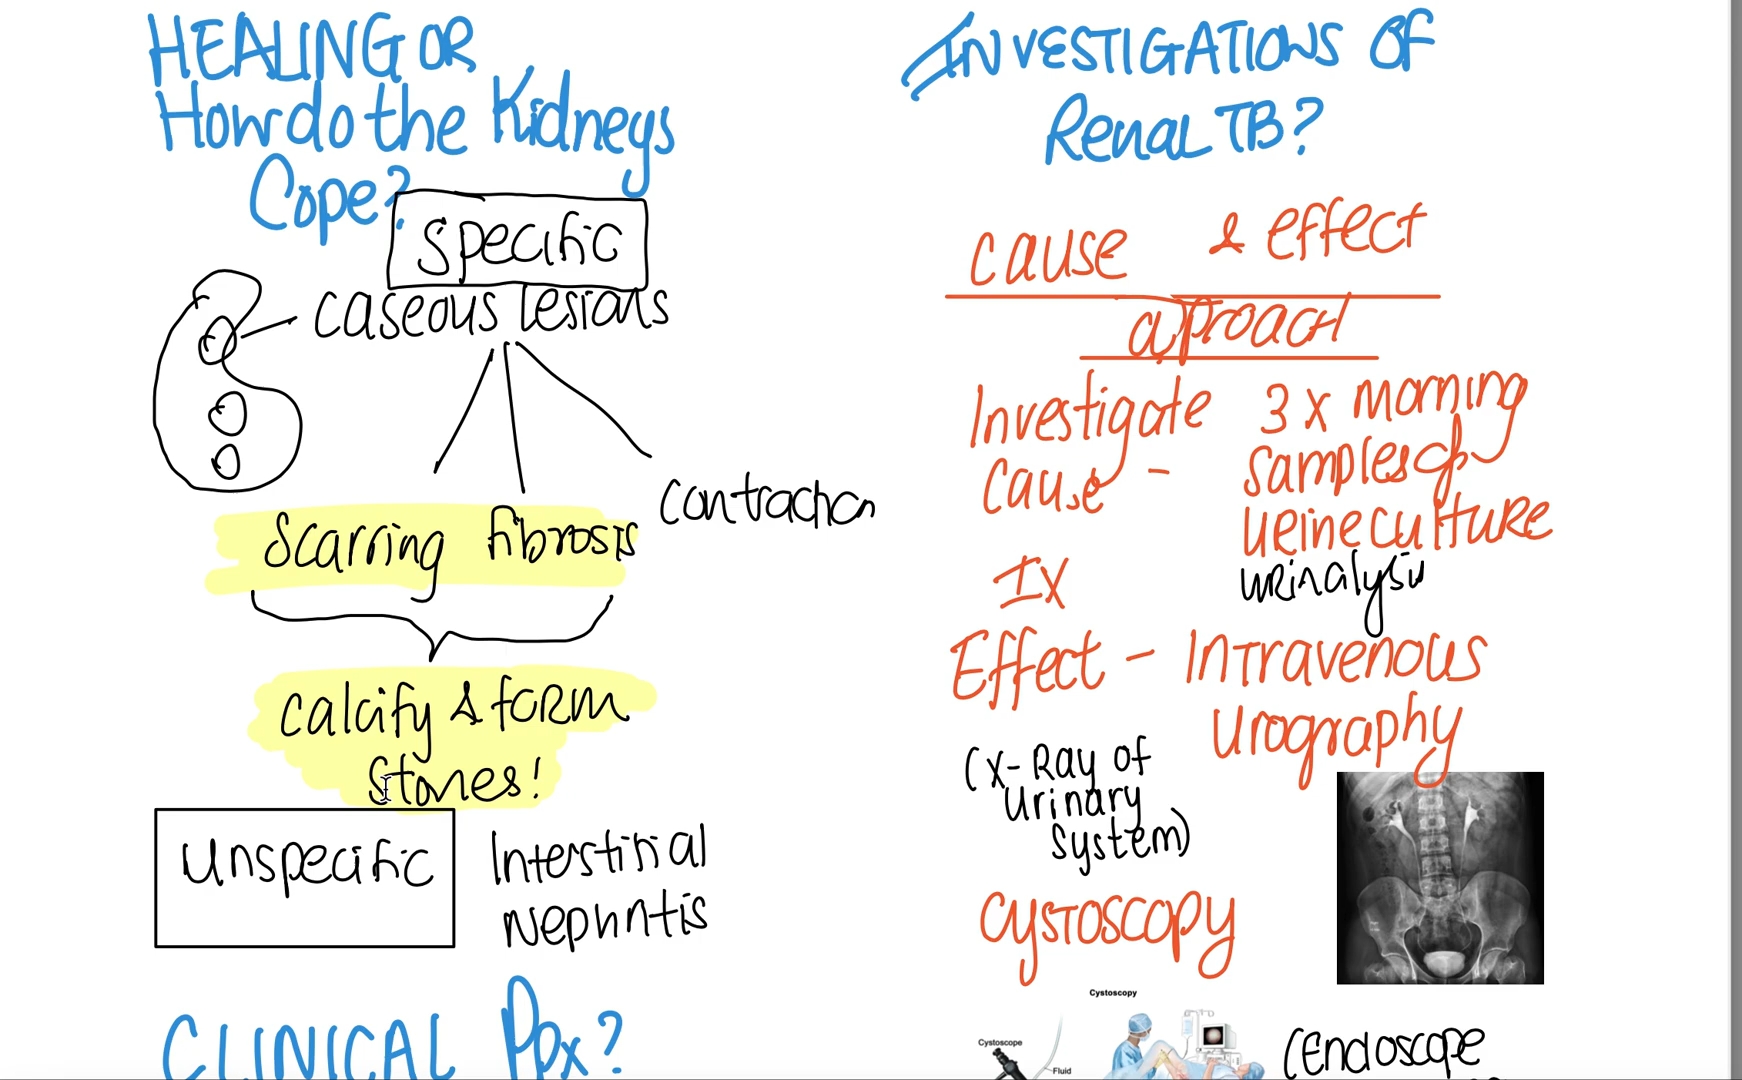 HEALING OR
How do the Kidneys
Cope?
Specific
caseous lesions
Scarring fibrosis
contraction
calcify & form
stones!
Unspecific
Interstitial
Nephritis
CLINICAL Ppx?
INVESTIGATIONS OF
Renal TB?
cause & effect
aproach
Investigate
cause -
3 x morning
samples of
urine culture
urinalysis
IX
Effect - Intravenous
urography
(X-Ray of
urinary
system)
Cystoscopy
Cystoscopy
Cystoscope
Fluid
(Endoscope